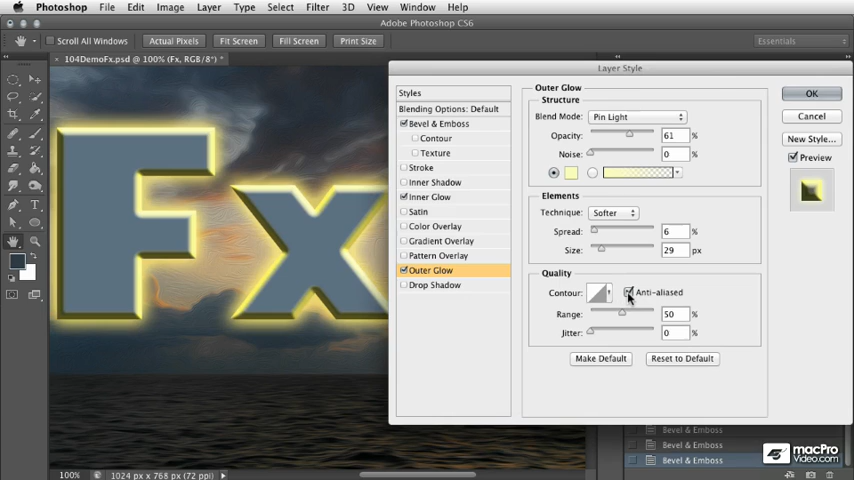 Photoshop File Edit Image Layer Type Select Filter 3D View Window Help
Adobe Photoshop CS6
Scroll All Windows Actual Pixels Fit Screen Fill Screen Print Size Essentials
× 104DemoFx.psd @ 100% (Fx, RGB/8*) *
Fx
Layer Style
Styles
Blending Options: Default
Bevel & Emboss
Contour
Texture
Stroke
Inner Shadow
Inner Glow
Satin
Color Overlay
Gradient Overlay
Pattern Overlay
Outer Glow
Drop Shadow
Outer Glow
Structure
Blend Mode: Pin Light
Opacity: 61 %
Noise: 0 %
Elements
Technique: Softer
Spread: 6 %
Size: 29 px
Quality
Contour: Anti-aliased
Range: 50 %
Jitter: 0 %
Make Default Reset to Default
OK
Cancel
New Style...
Preview
Bevel & Emboss
Bevel & Emboss
Bevel & Emboss
macPro
Video.com
100% 1024 px x 768 px (72 ppi)